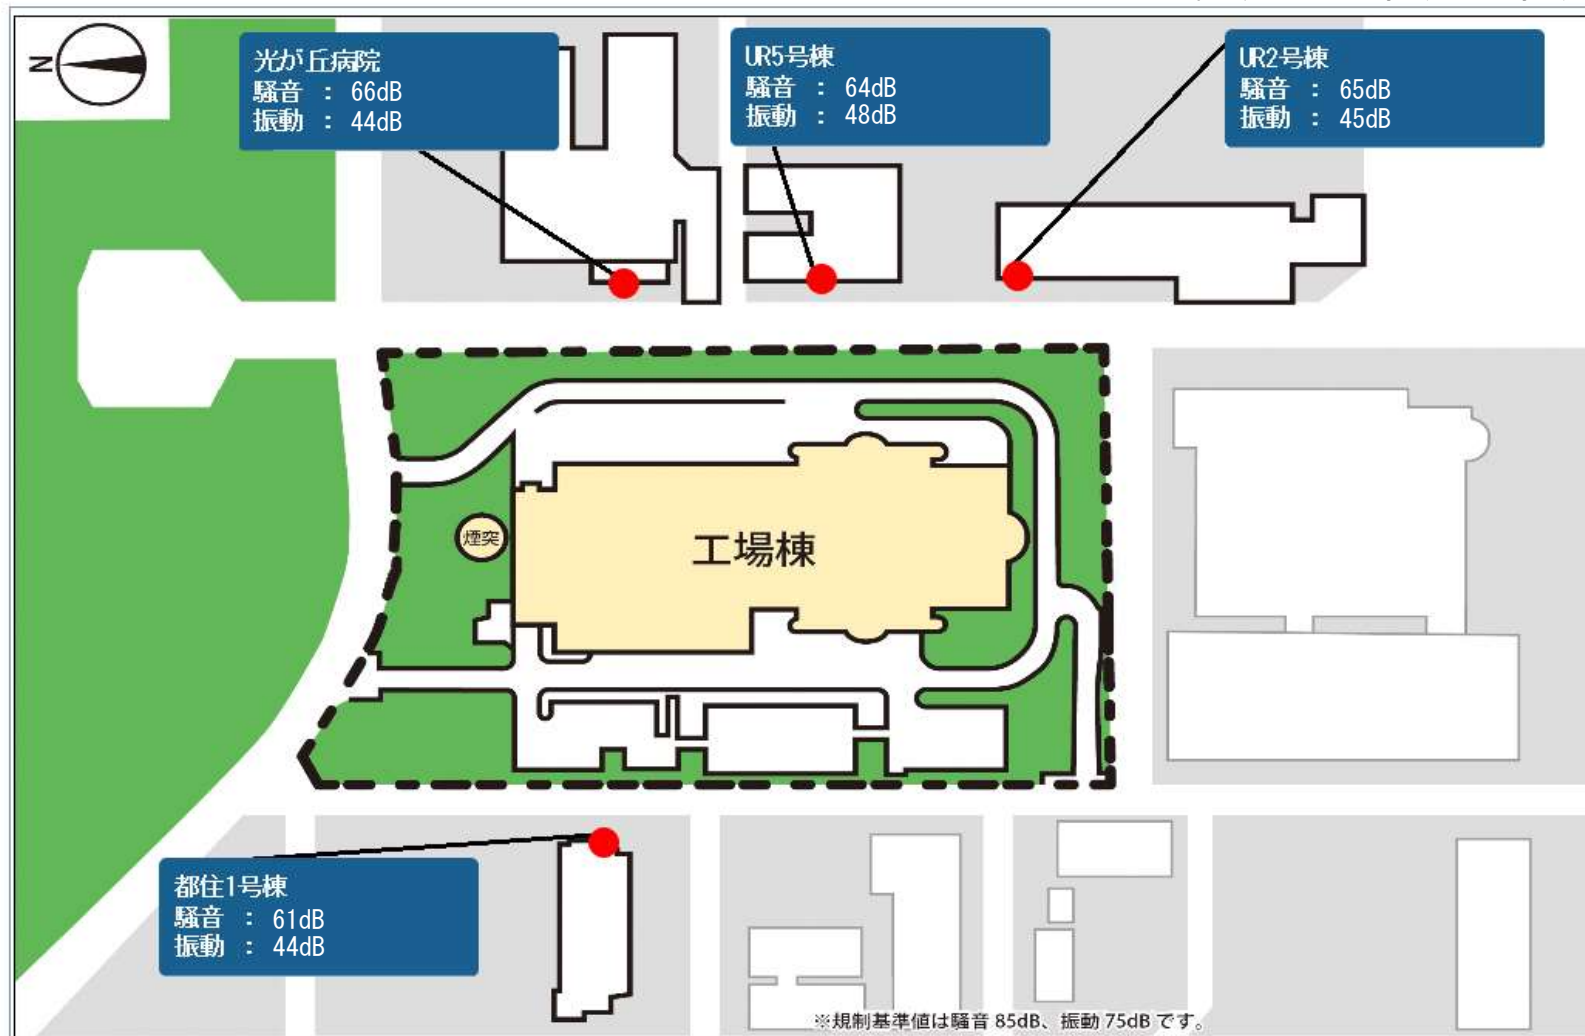 N
光が丘病院
騒音 : 66dB
振動 : 44dB
UR5号棟
騒音 : 64dB
振動 : 48dB
UR2号棟
騒音 : 65dB
振動 : 45dB
煙突
工場棟
都住1号棟
騒音 : 61dB
振動 : 44dB
※規制基準値は騒音 85dB、振動 75dB です。